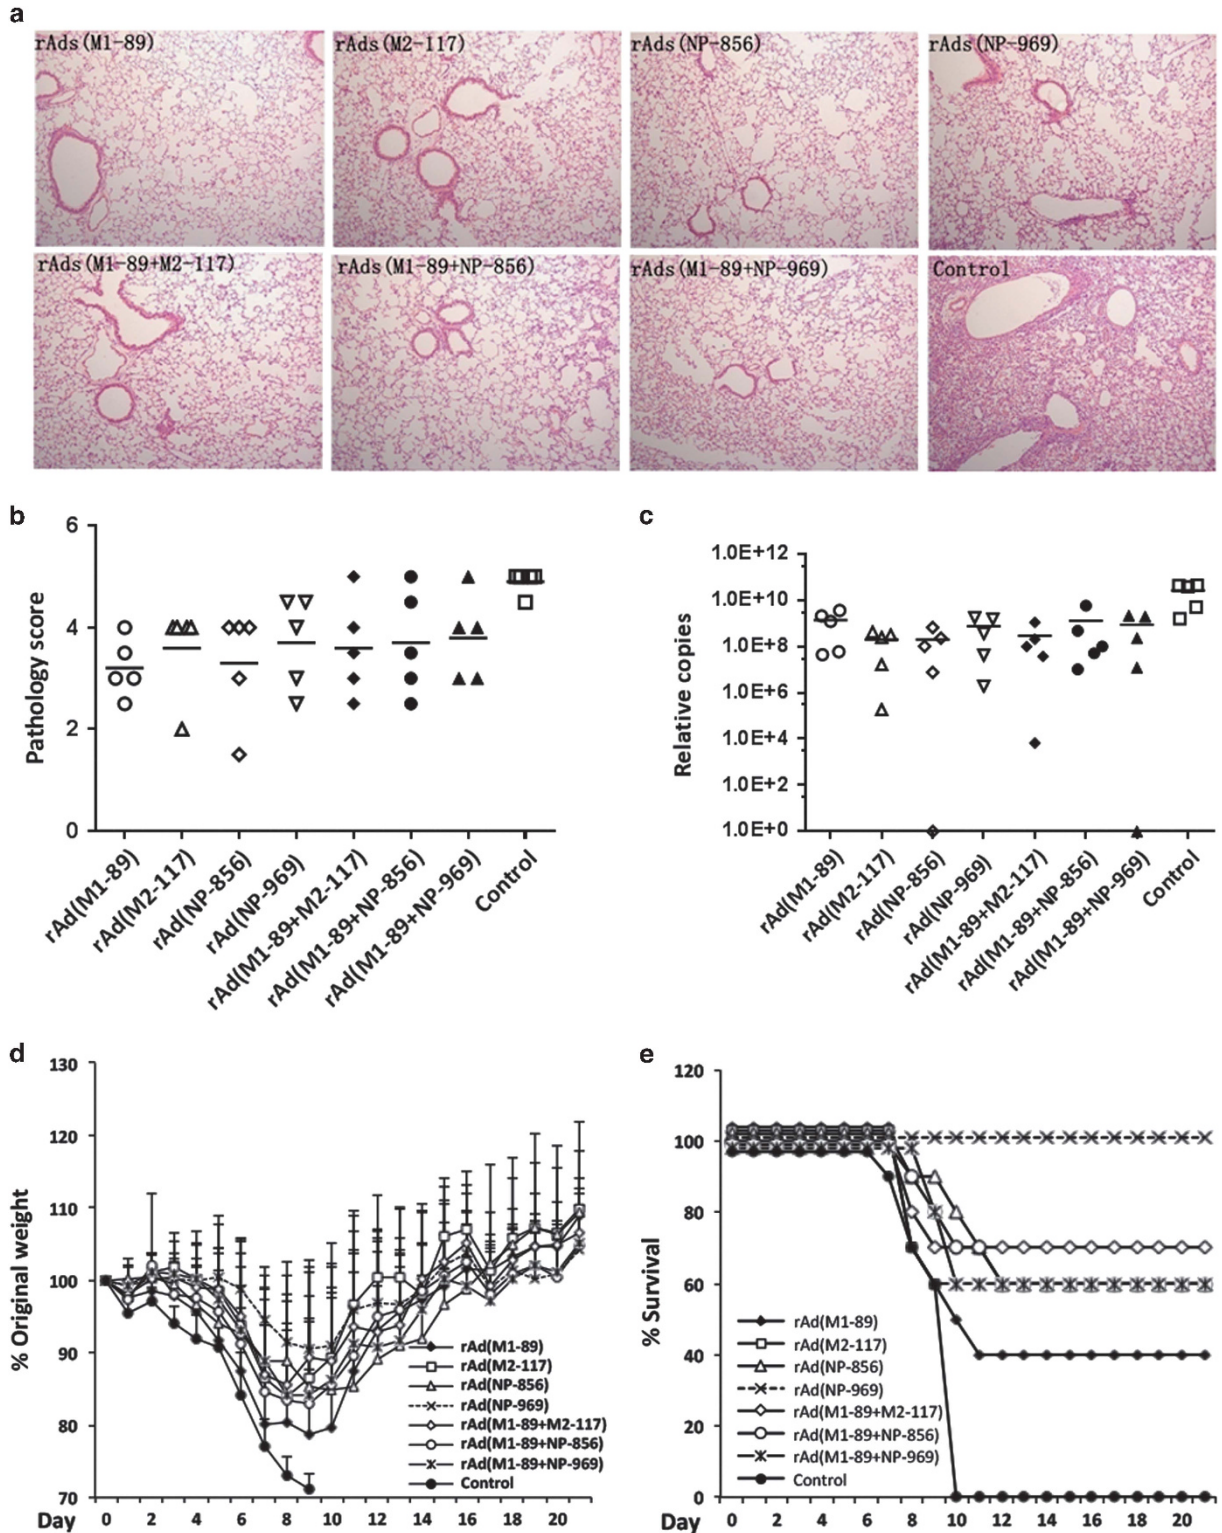 a
rAds(M1-89)
rAds(M2-117)
rAds(NP-856)
rAds(NP-969)
rAds(M1-89+M2-117)
rAds(M1-89+NP-856)
rAds(M1-89+NP-969)
Control
b
Pathology score
6
4
2
0
rAd(M1-89)
rAd(M2-117)
rAd(NP-856)
rAd(NP-969)
rAd(M1-89+M2-117)
rAd(M1-89+NP-856)
rAd(M1-89+NP-969)
Control
c
Relative copies
1.0E+12
1.0E+10
1.0E+8
1.0E+6
1.0E+4
1.0E+2
1.0E+0
rAd(M1-89)
rAd(M2-117)
rAd(NP-856)
rAd(NP-969)
rAd(M1-89+M2-117)
rAd(M1-89+NP-856)
rAd(M1-89+NP-969)
Control
d
% Original weight
130
120
110
100
90
80
70
rAd(M1-89)
rAd(M2-117)
rAd(NP-856)
rAd(NP-969)
rAd(M1-89+M2-117)
rAd(M1-89+NP-856)
rAd(M1-89+NP-969)
Control
Day 0 2 4 6 8 10 12 14 16 18 20
e
% Survival
120
100
80
60
40
20
0
rAd(M1-89)
rAd(M2-117)
rAd(NP-856)
rAd(NP-969)
rAd(M1-89+M2-117)
rAd(M1-89+NP-856)
rAd(M1-89+NP-969)
Control
Day 0 2 4 6 8 10 12 14 16 18 20